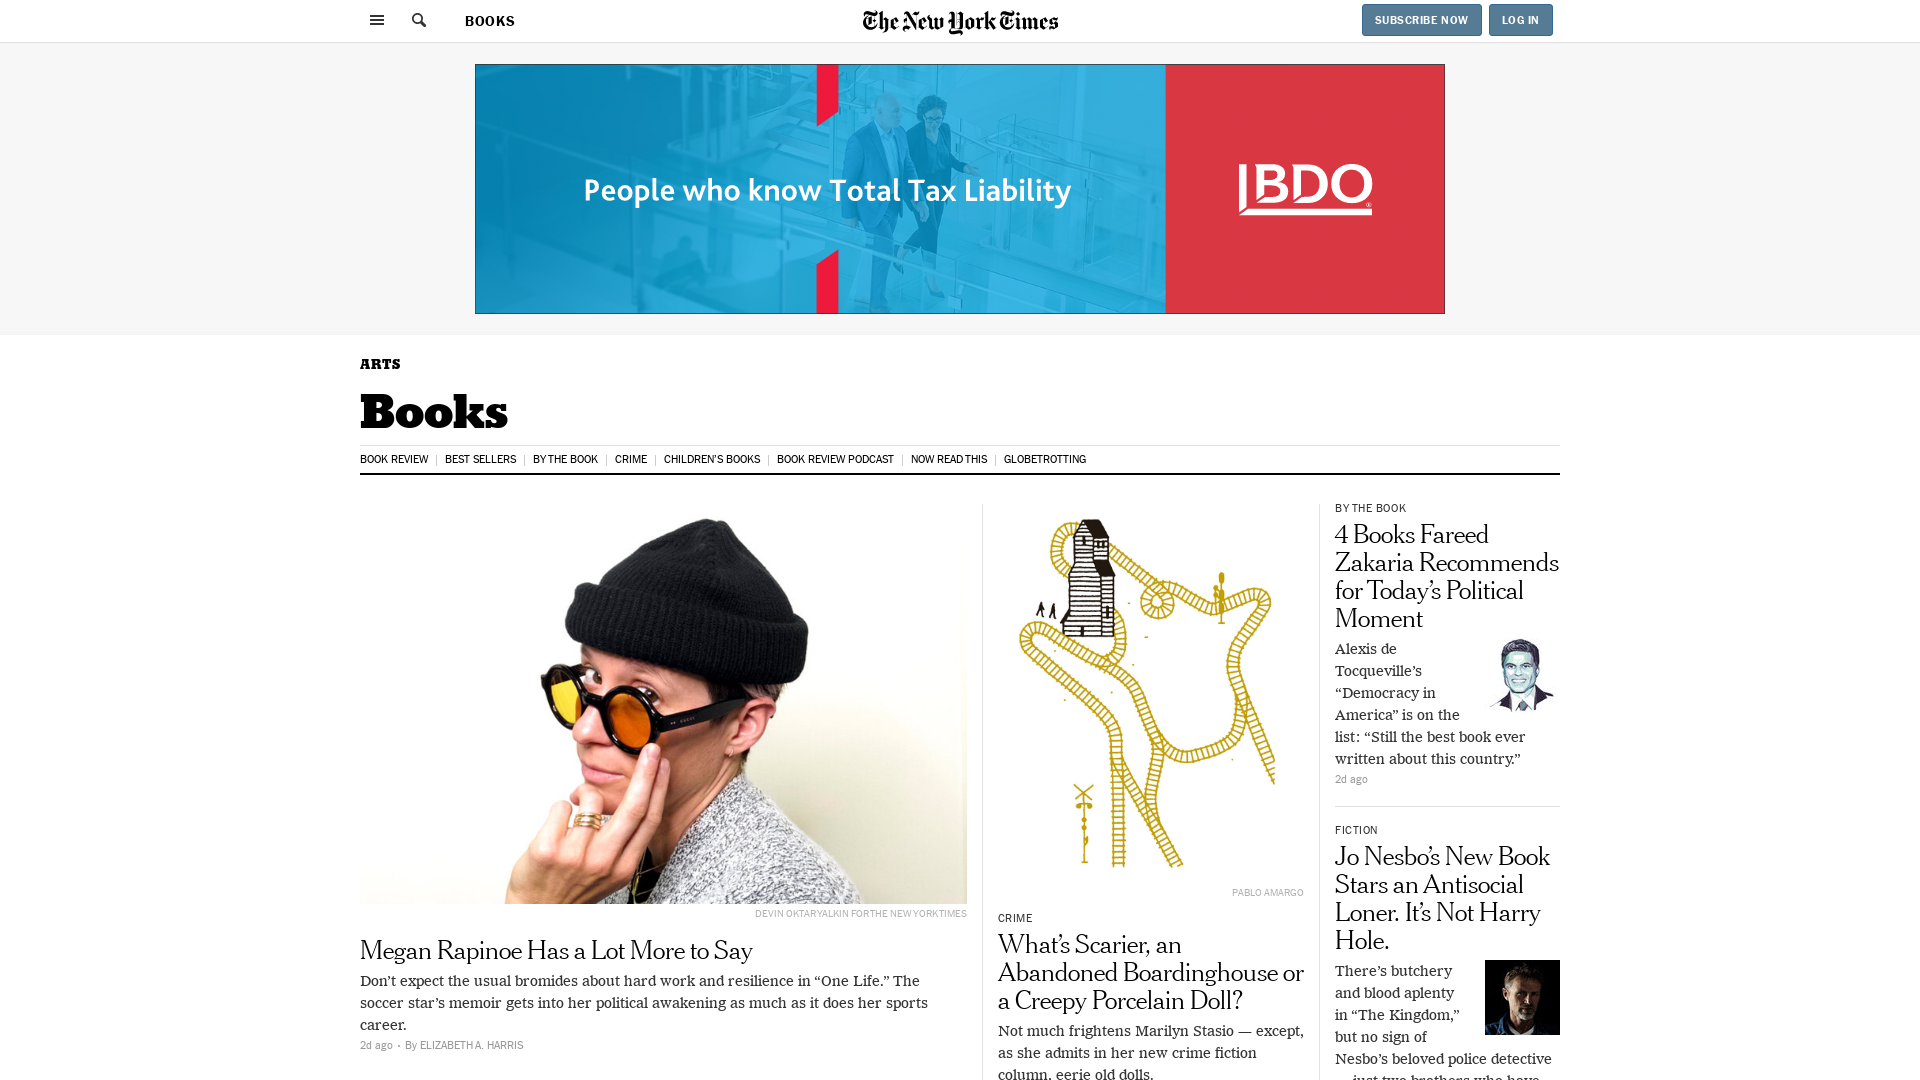 BOOKS
The New York Times
SUBSCRIBE NOW
LOG IN
People who know Total Tax Liability
BDO
®
ARTS
Books
BOOK REVIEW
BEST SELLERS
BY THE BOOK
CRIME
CHILDREN'S BOOKS
BOOK REVIEW PODCAST
NOW READ THIS
GLOBETROTTING
DEVIN OKTAR YALKIN FOR THE NEW YORK TIMES
Megan Rapinoe Has a Lot More to Say
Don’t expect the usual bromides about hard work and resilience in “One Life.” The
soccer star’s memoir gets into her political awakening as much as it does her sports
career.
2d ago • By ELIZABETH A. HARRIS
PABLO AMARGO
CRIME
What’s Scarier, an
Abandoned Boardinghouse or
a Creepy Porcelain Doll?
Not much frightens Marilyn Stasio — except,
as she admits in her new crime fiction
column, eerie old dolls.
BY THE BOOK
4 Books Fareed
Zakaria Recommends
for Today’s Political
Moment
Alexis de
Tocqueville’s
“Democracy in
America” is on the
list: “Still the best book ever
written about this country.”
2d ago
FICTION
Jo Nesbo’s New Book
Stars an Antisocial
Loner. It’s Not Harry
Hole.
There’s butchery
and blood aplenty
in “The Kingdom,”
but no sign of
Nesbo’s beloved police detective
— just two brothers who have